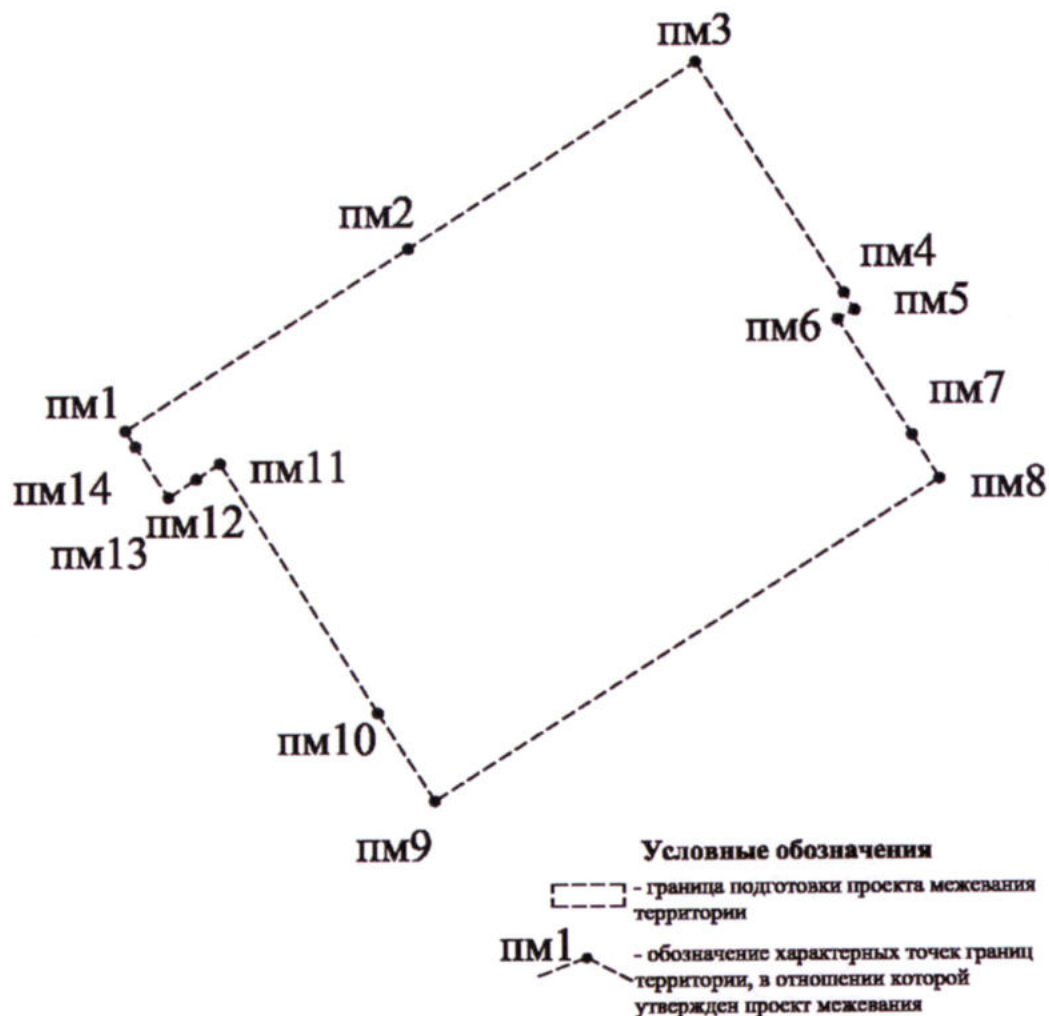 пм3
пм2
пм4
пм5
пм6
пм1
пм7
пм11
пм14
пм8
пм12
пм13
пм10
пм9
Условные обозначения
- граница подготовки проекта межевания
территории
пм1
- обозначение характерных точек границ
территории, в отношении которой
утвержден проект межевания